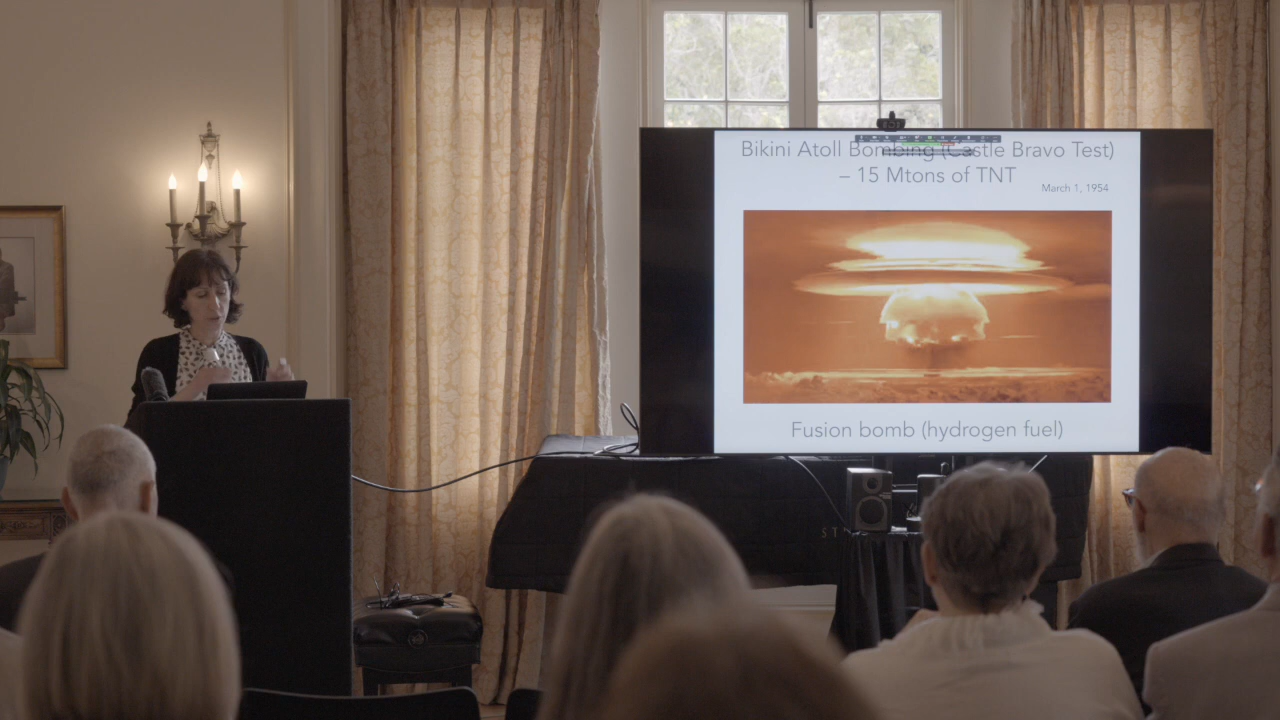 Bikini Atoll Bombing (Castle Bravo Test)
– 15 Mtons of TNT
March 1, 1954
Fusion bomb (hydrogen fuel)